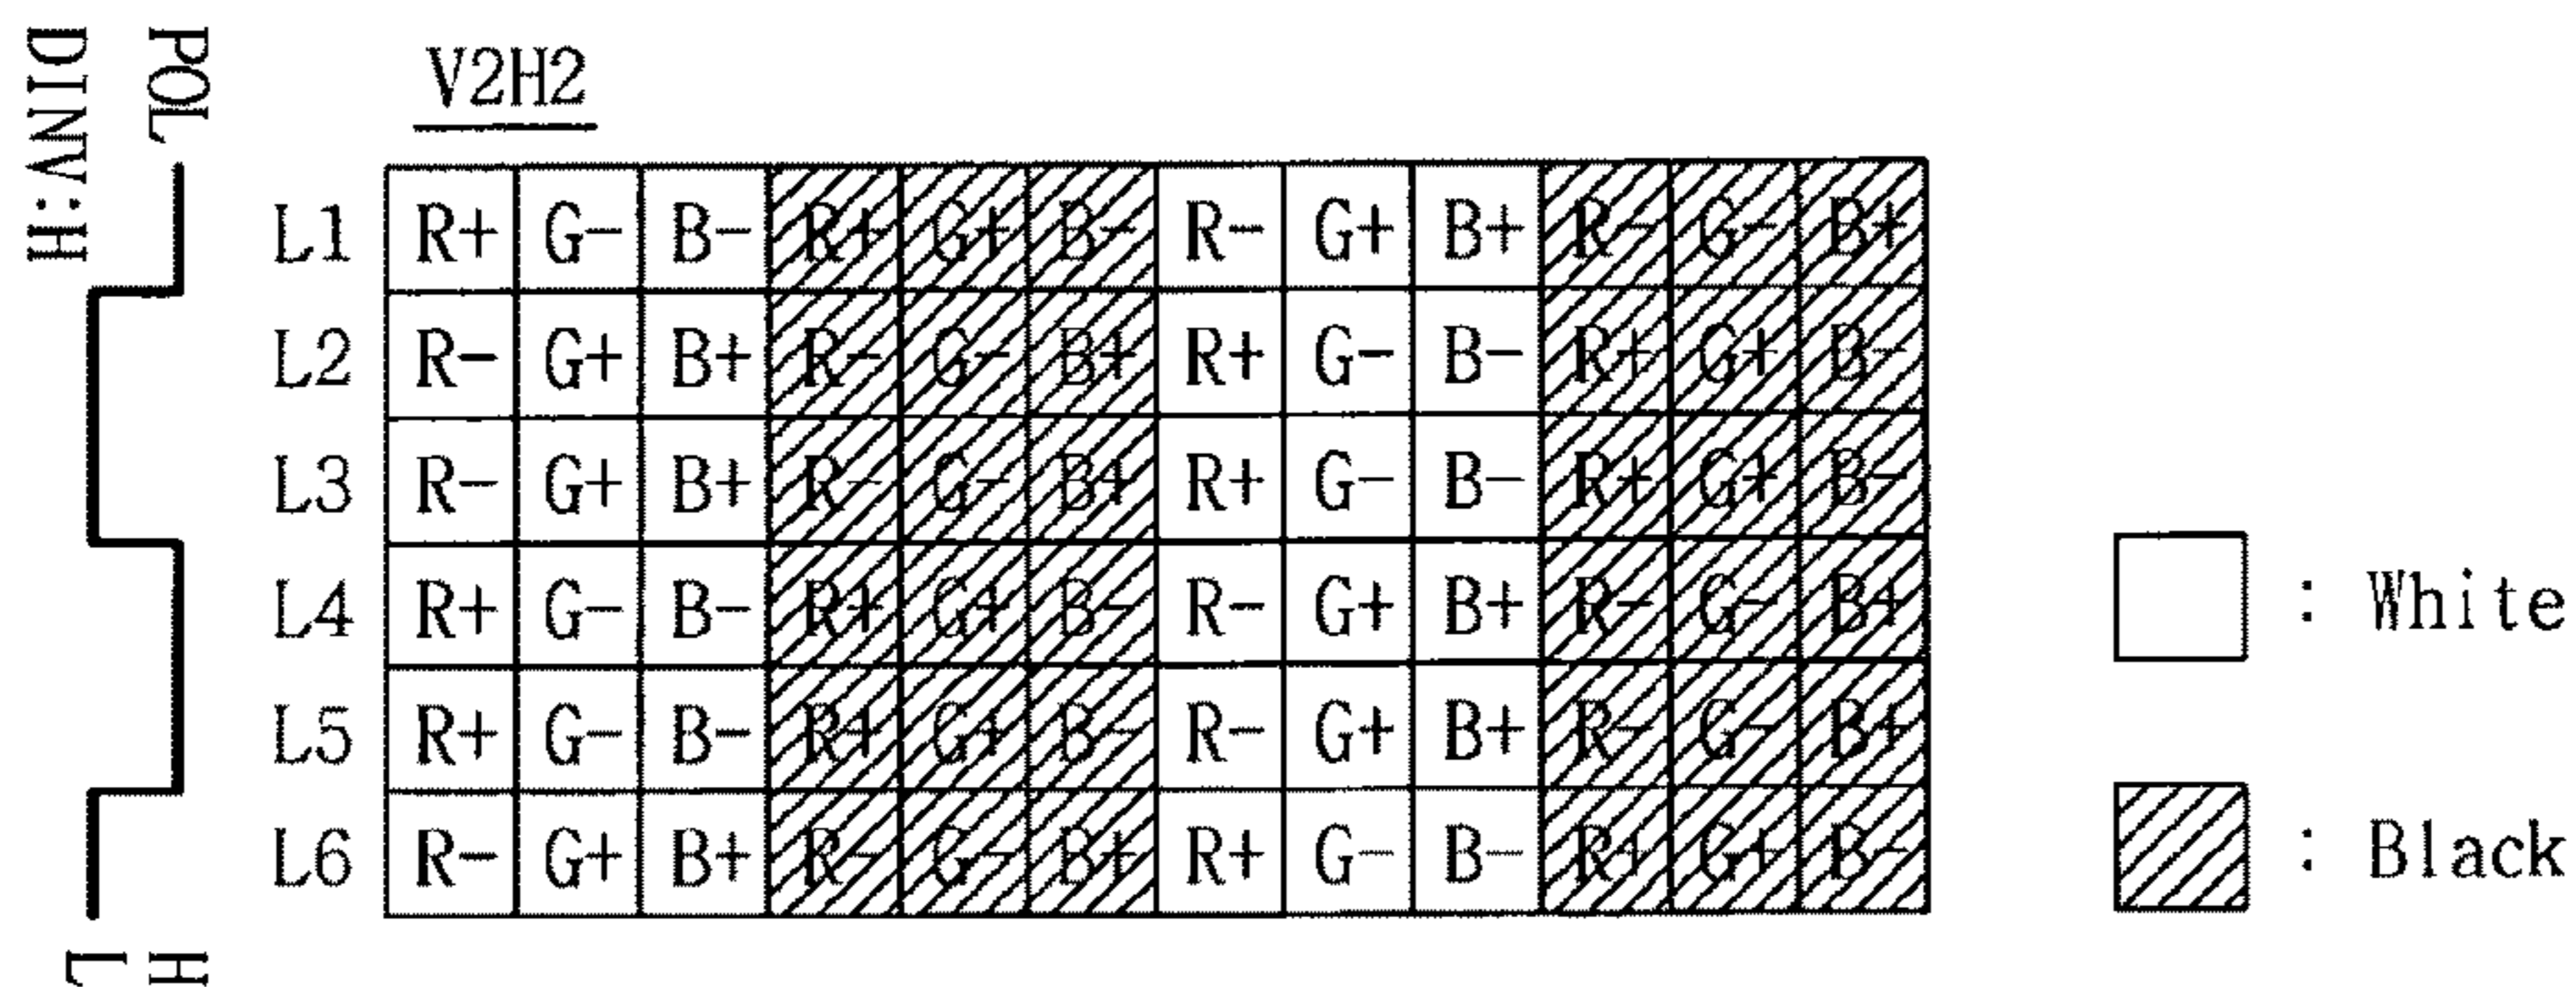 POL
DINV:H
V2H2
L1 R+ G- B- R+ G+ B- R- G+ B+ R- G- B+
L2 R- G+ B+ R- G- B+ R+ G- B- R+ G+ B-
L3 R- G+ B+ R- G- B+ R+ G- B- R+ G+ B-
L4 R+ G- B- R+ G+ B- R- G+ B+ R- G- B+
L5 R+ G- B- R+ G+ B- R- G+ B+ R- G- B+
L6 R- G+ B+ R- G- B+ R+ G- B- R+ G+ B-
H
L
: White
: Black